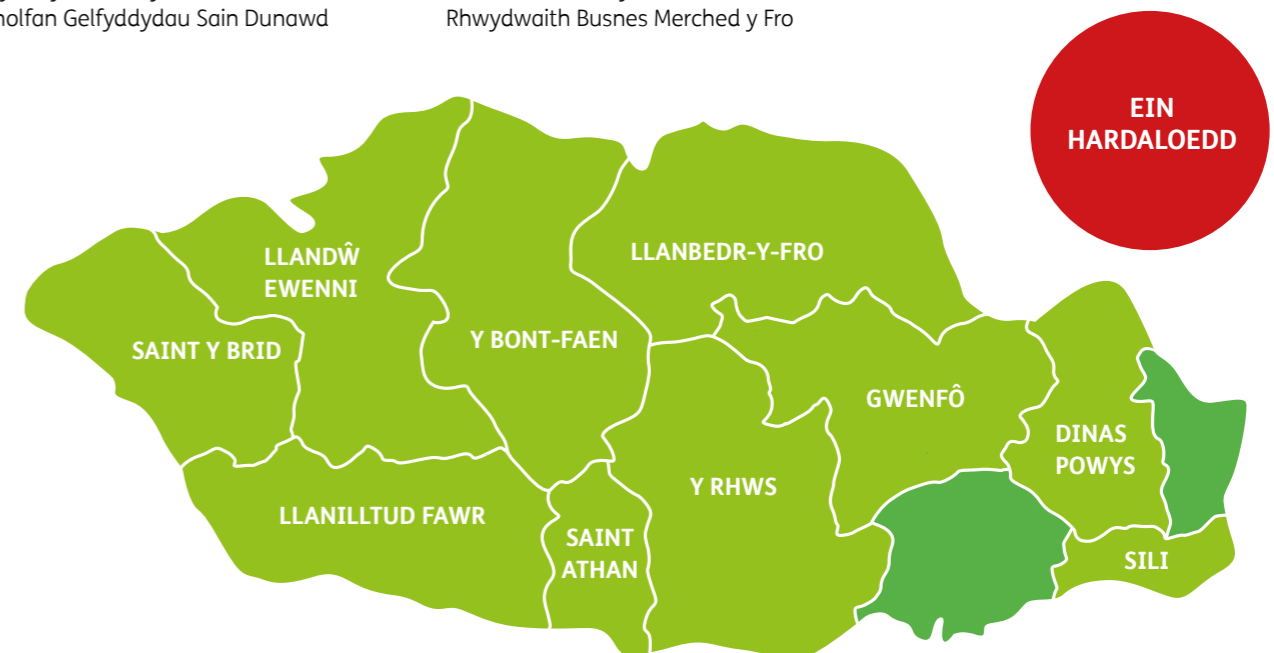 Gelfyddydau Sain Dunawd
Rhwydwaith Busnes Merched y Fro
EIN
HARDALOEDD
LLANDŴ
EWENNI
LLANBEDR-Y-FRO
SAINT Y BRID
Y BONT-FAEN
GWENFÔ
DINAS
POWYS
Y RHWS
LLANILLTUD FAWR
SAINT
ATHAN
SILI